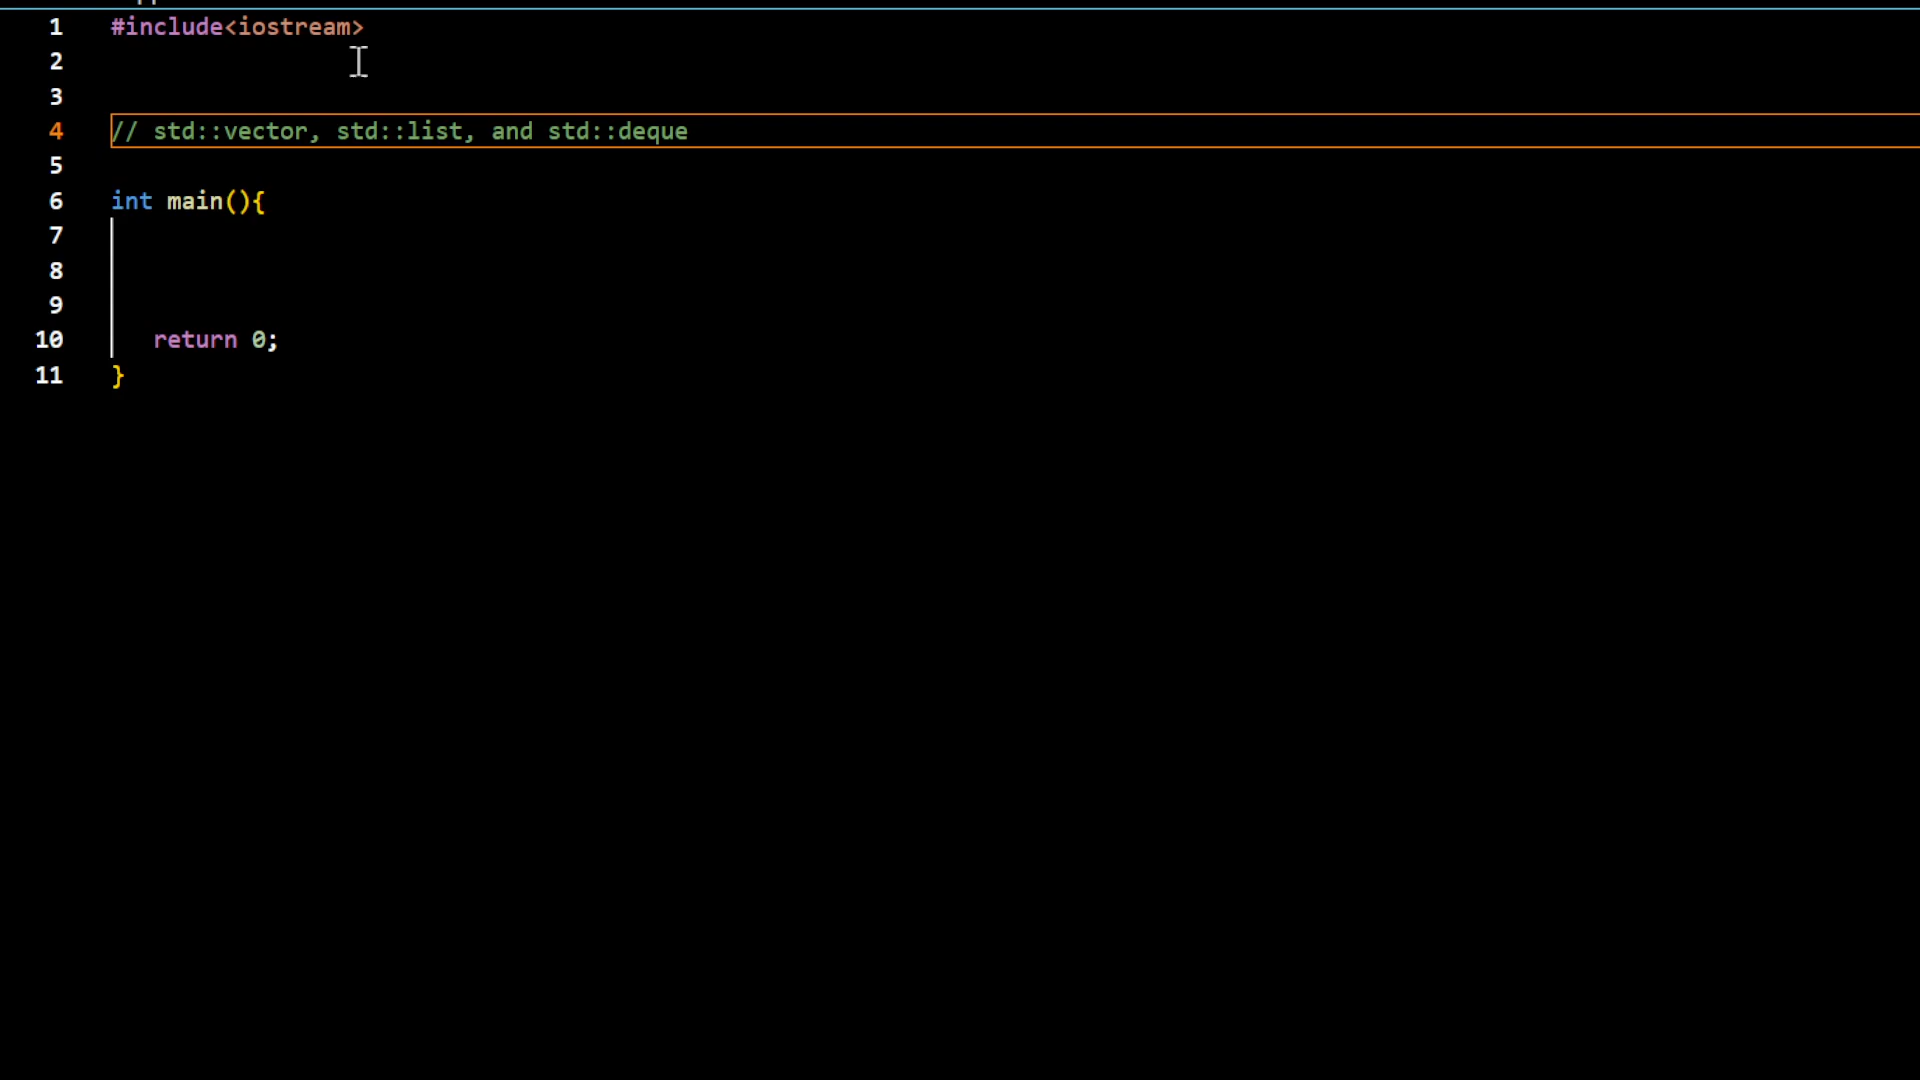 1 #include<iostream>
2
3
4 // std::vector, std::list, and std::deque
5
6 int main(){
7
8
9
10 return 0;
11 }